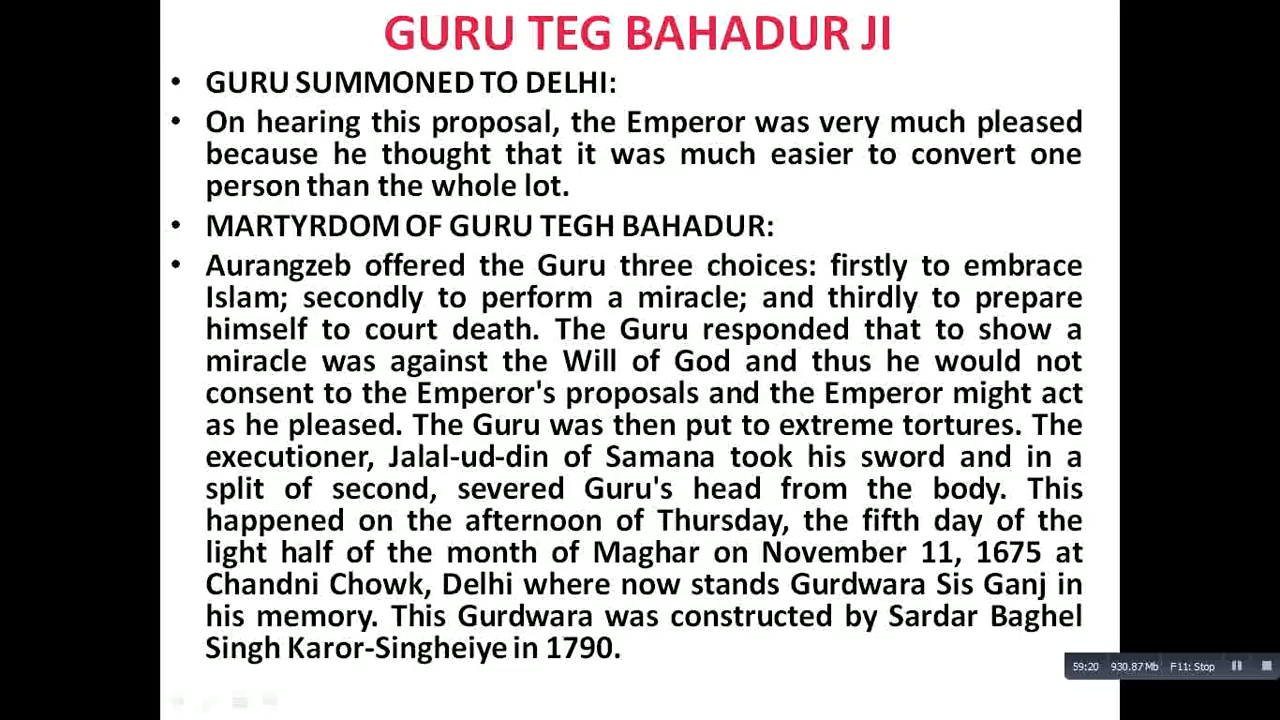 GURU TEG BAHADUR JI
• GURU SUMMONED TO DELHI:
• On hearing this proposal, the Emperor was very much pleased
because he thought that it was much easier to convert one
person than the whole lot.
• MARTYRDOM OF GURU TEGH BAHADUR:
• Aurangzeb offered the Guru three choices: firstly to embrace
Islam; secondly to perform a miracle; and thirdly to prepare
himself to court death. The Guru responded that to show a
miracle was against the Will of God and thus he would not
consent to the Emperor's proposals and the Emperor might act
as he pleased. The Guru was then put to extreme tortures. The
executioner, Jalal-ud-din of Samana took his sword and in a
split of second, severed Guru's head from the body. This
happened on the afternoon of Thursday, the fifth day of the
light half of the month of Maghar on November 11, 1675 at
Chandni Chowk, Delhi where now stands Gurdwara Sis Ganj in
his memory. This Gurdwara was constructed by Sardar Baghel
Singh Karor-Singheiye in 1790.
59:20 930.87 Mb F11: Stop